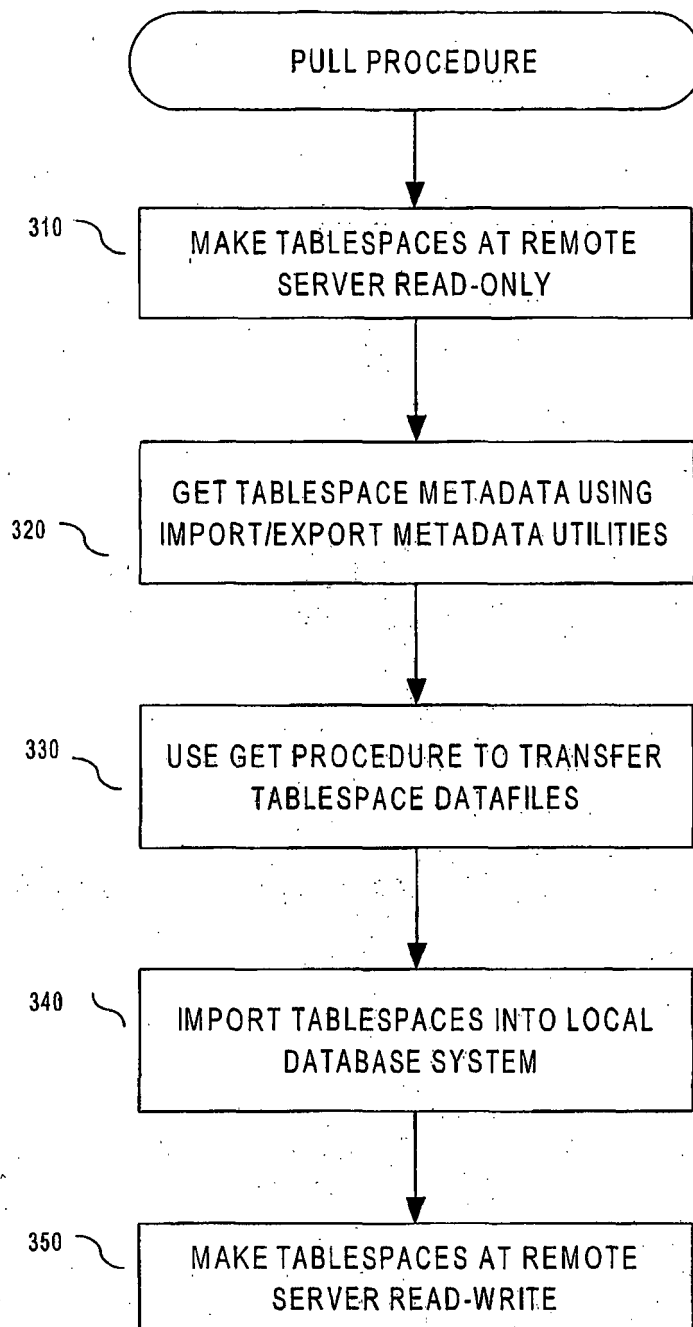 PULL PROCEDURE
310
MAKE TABLESPACES AT REMOTE
SERVER READ-ONLY
320
GET TABLESPACE METADATA USING
IMPORT/EXPORT METADATA UTILITIES
330
USE GET PROCEDURE TO TRANSFER
TABLESPACE DATAFILES
340
IMPORT TABLESPACES INTO LOCAL
DATABASE SYSTEM
350
MAKE TABLESPACES AT REMOTE
SERVER READ-WRITE